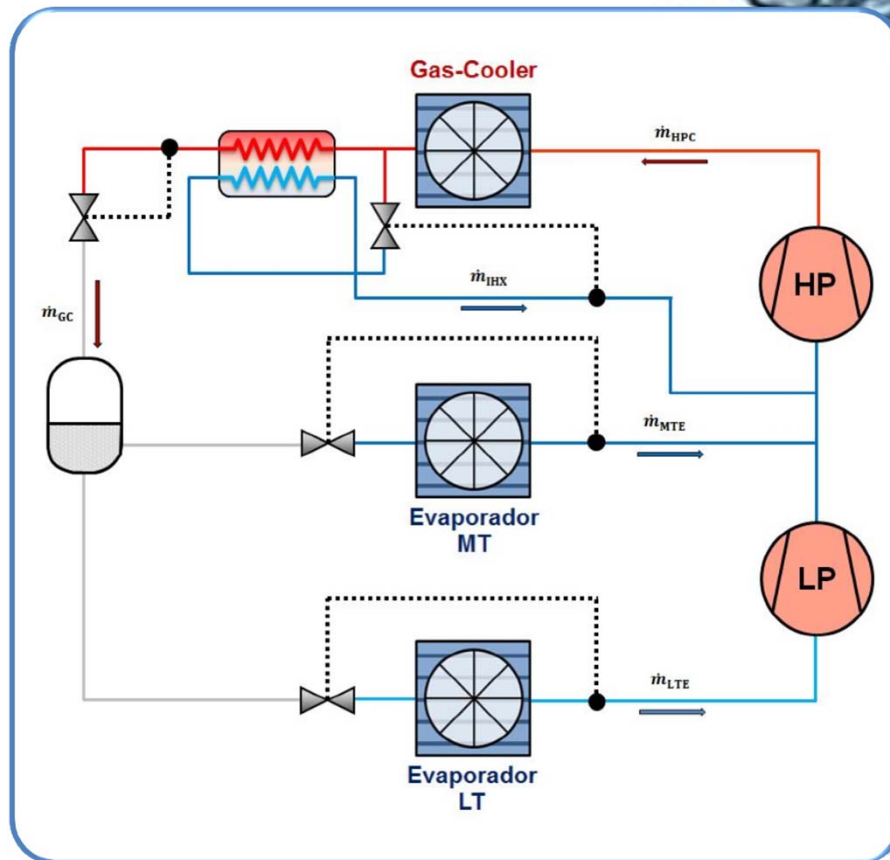 Gas-Cooler
ṁHPC
HP
ṁIHX
ṁGC
ṁMTE
Evaporador
MT
LP
ṁLTE
Evaporador
LT